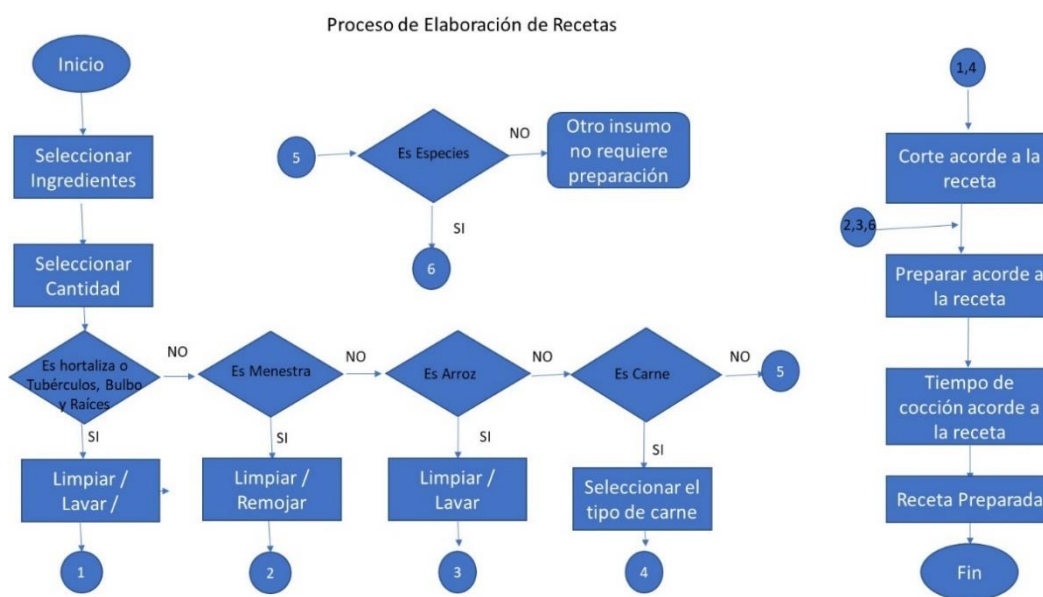 Proceso de Elaboración de Recetas
Inicio
Seleccionar
Ingredientes
Seleccionar
Cantidad
Es hortaliza o
Tubérculos, Bulbo
y Raíces
NO
SI
Limpiar /
Lavar /
1
Es Menestra
NO
SI
Limpiar /
Remojar
2
Es Arroz
NO
SI
Limpiar /
Lavar
3
Es Carne
NO
5
SI
Seleccionar el
tipo de carne
4
5
Es Especies
NO
Otro insumo
no requiere
preparación
SI
6
1,4
Corte acorde a la
receta
2,3,6
Preparar acorde a
la receta
Tiempo de
cocción acorde a
la receta
Receta Preparada
Fin